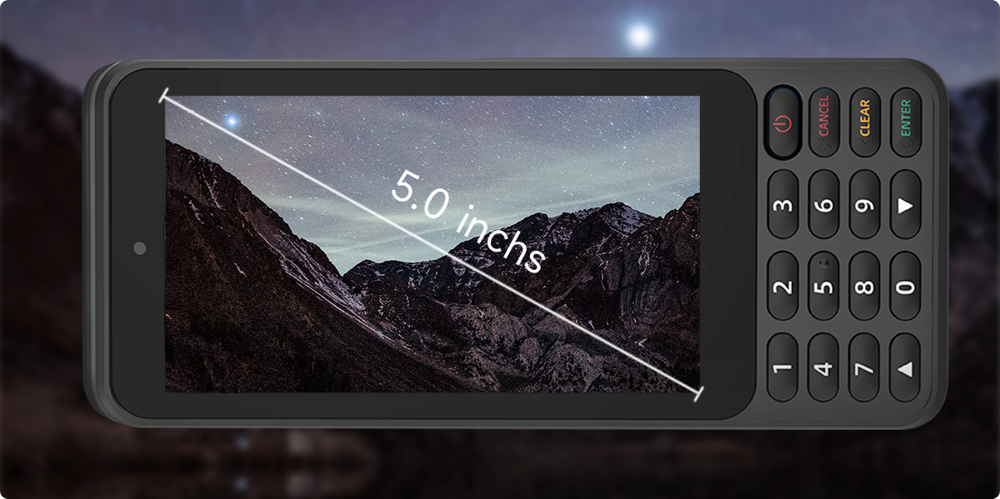 5.0 inchs
1 2 3
4 5 6 CANCEL
7 8 9 CLEAR
0 ENTER